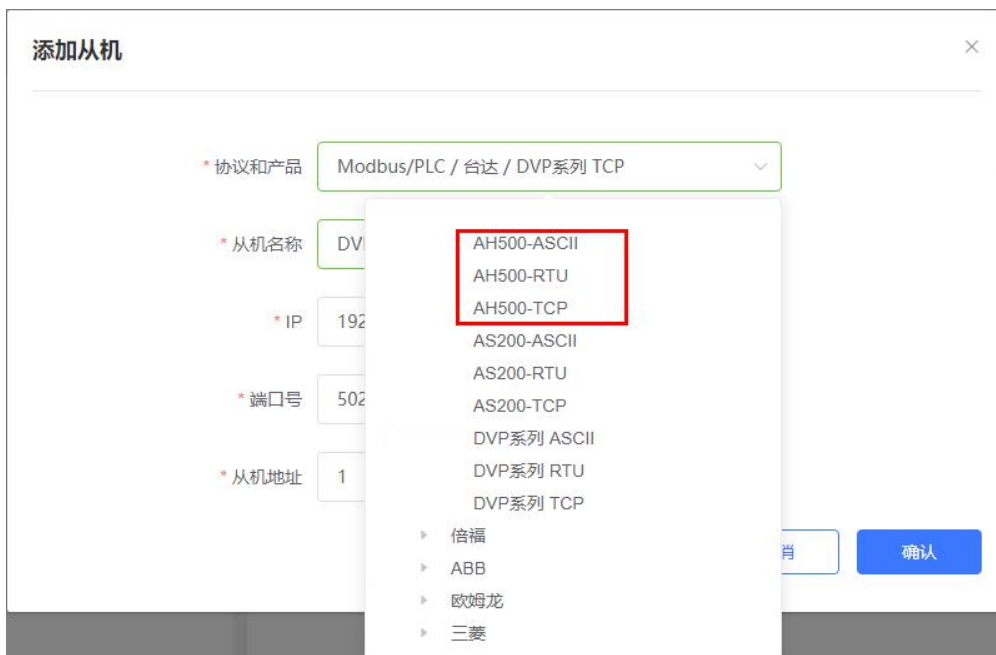 添加从机
* 协议和产品 Modbus/PLC / 台达 / DVP系列 TCP
AH500-ASCII
* 从机名称 DV
AH500-RTU
AH500-TCP
* IP 192
AS200-ASCII
AS200-RTU
* 端口号 502
AS200-TCP
DVP系列 ASCII
* 从机地址 1
DVP系列 RTU
DVP系列 TCP
倍福
确认
ABB
欧姆龙
三菱